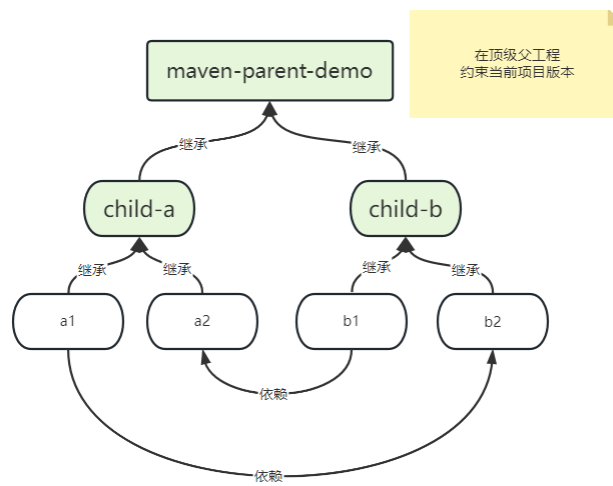 在顶级父工程
约束当前项目版本
maven-parent-demo
继承
继承
child-a
child-b
继承
继承
继承
继承
a1
a2
b1
b2
依赖
依赖